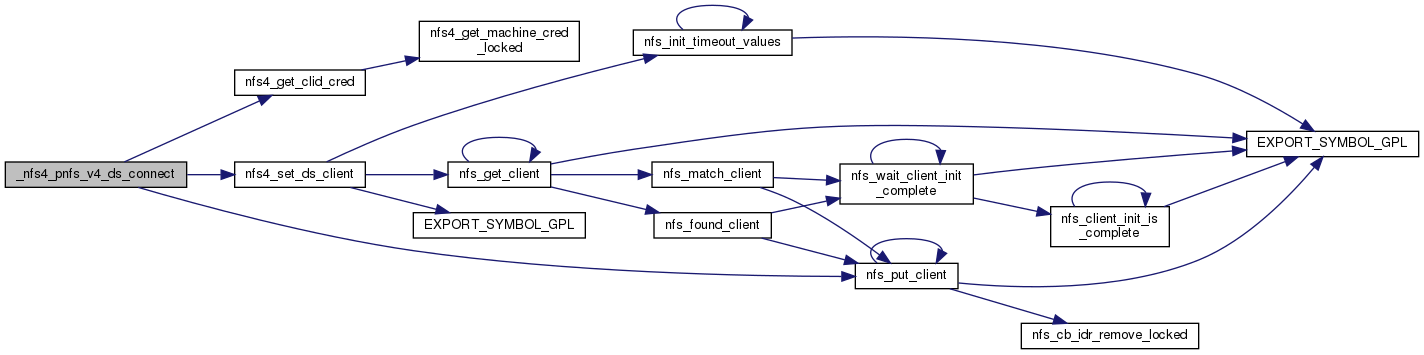 nfs4_get_machine_cred
_locked
nfs_init_timeout_values
nfs4_get_clid_cred
EXPORT_SYMBOL_GPL
_nfs4_pnfs_v4_ds_connect
nfs4_set_ds_client
nfs_get_client
nfs_match_client
nfs_wait_client_init
_complete
EXPORT_SYMBOL_GPL
nfs_found_client
nfs_client_init_is
_complete
nfs_put_client
nfs_cb_idr_remove_locked